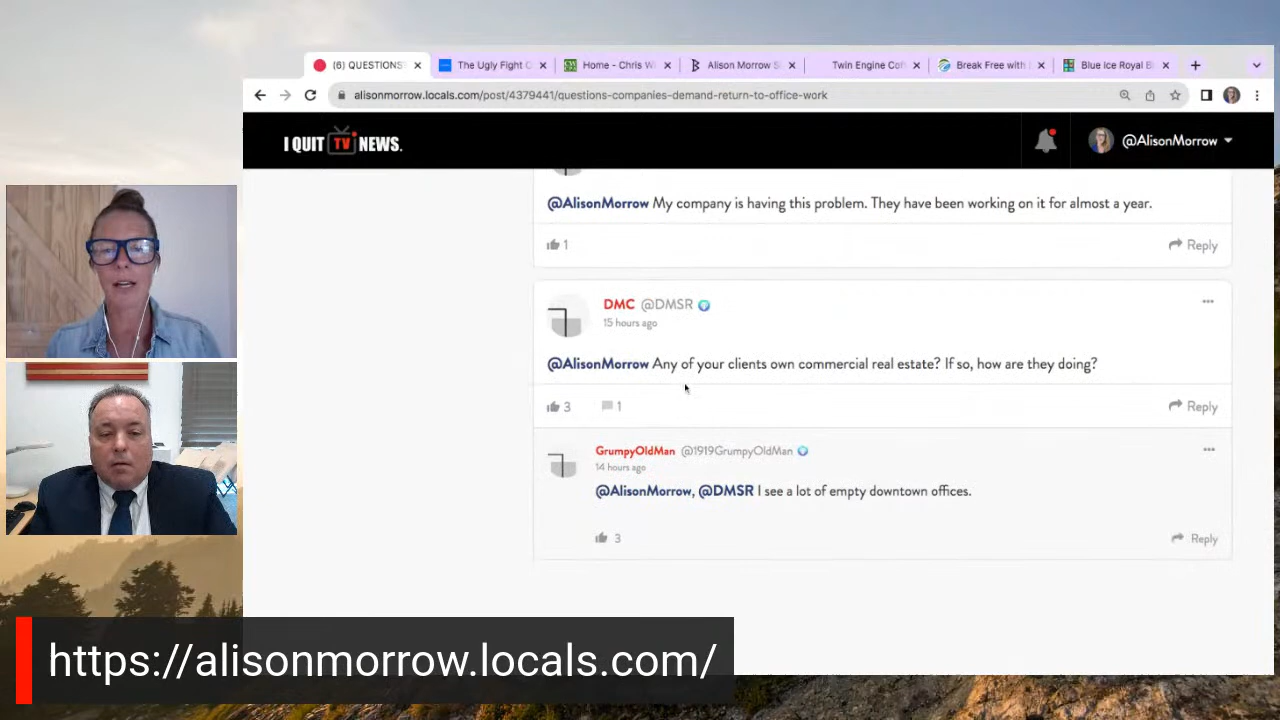 (6) QUESTIONS
The Ugly Fight O
Home - Chris Wi
Alison Morrow S
Twin Engine Cof
Break Free with
Blue Ice Royal Bl
alisonmorrow.locals.com/post/4379441/questions-companies-demand-return-to-office-work
I QUIT TV NEWS.
@AlisonMorrow
@AlisonMorrow My company is having this problem. They have been working on it for almost a year.
1
Reply
DMC @DMSR
15 hours ago
@AlisonMorrow Any of your clients own commercial real estate? If so, how are they doing?
3
1
Reply
GrumpyOldMan @1919GrumpyOldMan
14 hours ago
@AlisonMorrow, @DMSR I see a lot of empty downtown offices.
3
Reply
https://alisonmorrow.locals.com/